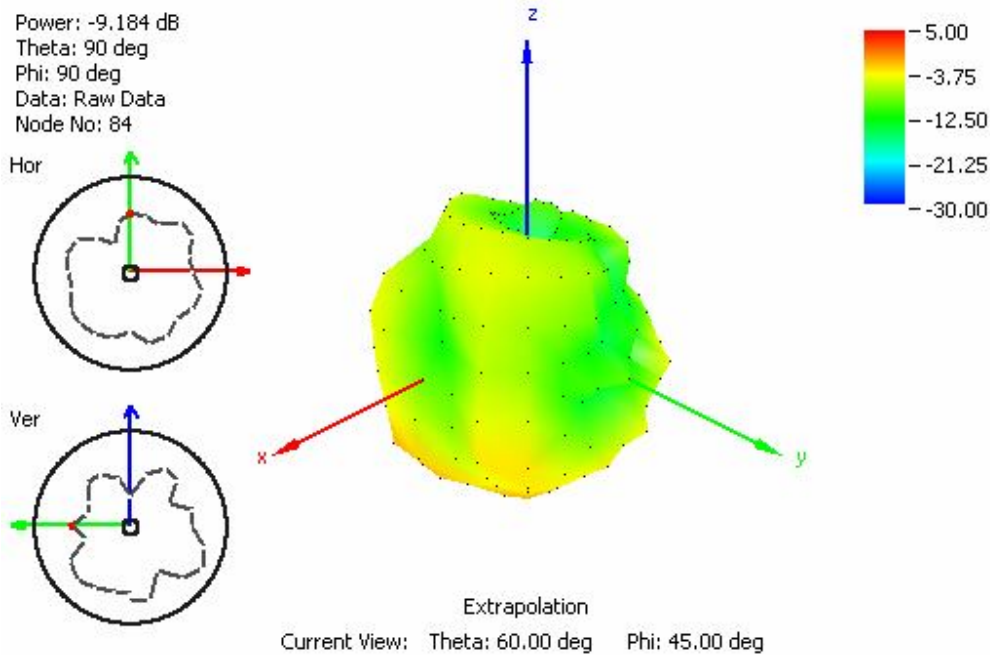 Power: -9.184 dB
Theta: 90 deg
Phi: 90 deg
Data: Raw Data
Node No: 84
Hor
Ver
z
x
y
5.00
-3.75
-12.50
-21.25
-30.00
Extrapolation
Current View: Theta: 60.00 deg Phi: 45.00 deg